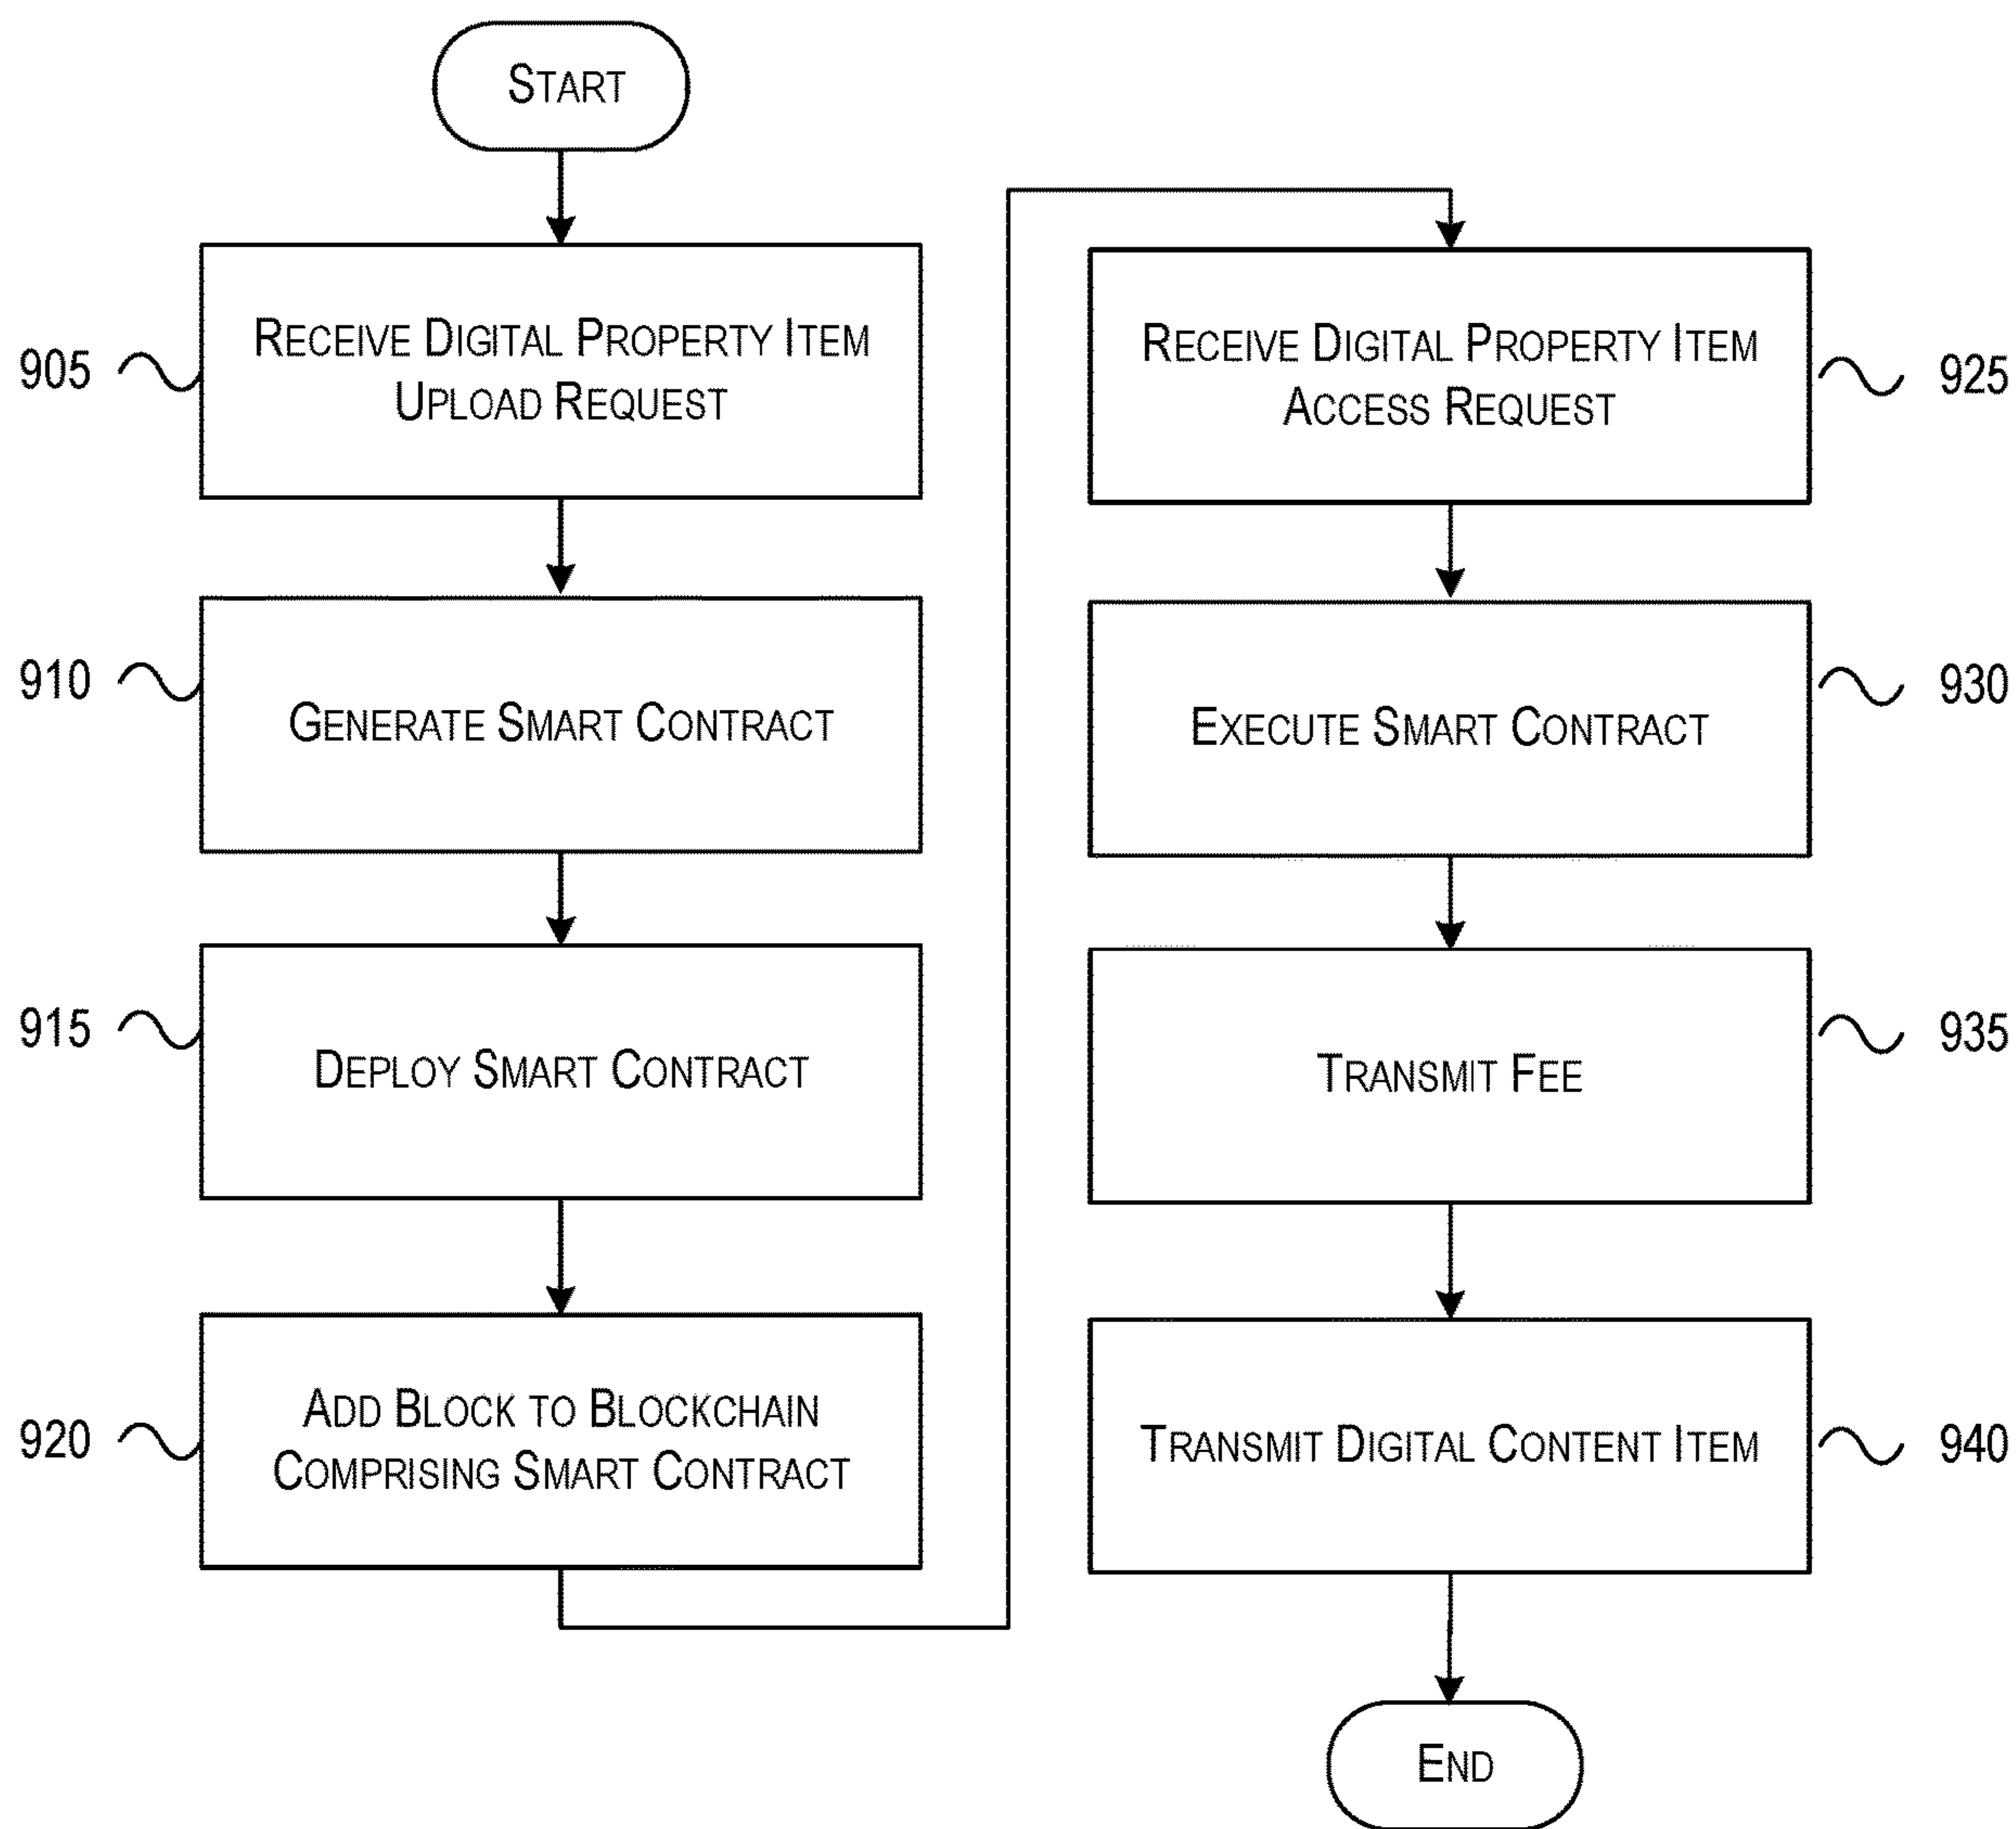 START
905
RECEIVE DIGITAL PROPERTY ITEM
UPLOAD REQUEST
910
GENERATE SMART CONTRACT
915
DEPLOY SMART CONTRACT
920
ADD BLOCK TO BLOCKCHAIN
COMPRISING SMART CONTRACT
RECEIVE DIGITAL PROPERTY ITEM
ACCESS REQUEST
925
EXECUTE SMART CONTRACT
930
TRANSMIT FEE
935
TRANSMIT DIGITAL CONTENT ITEM
940
END